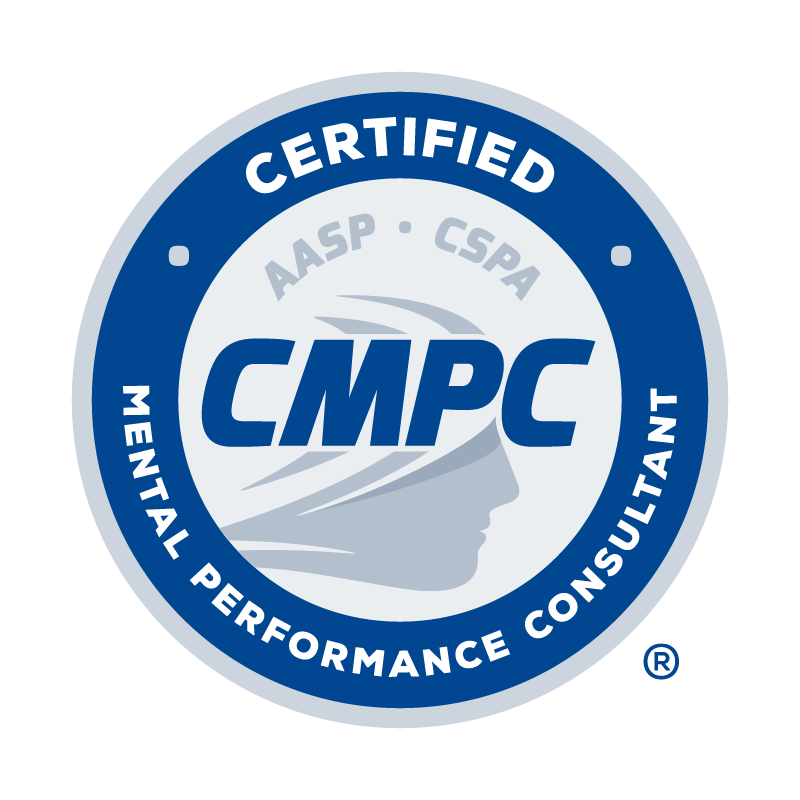 CERTIFIED
AASP · CSPA
CMPC
MENTAL PERFORMANCE CONSULTANT
®